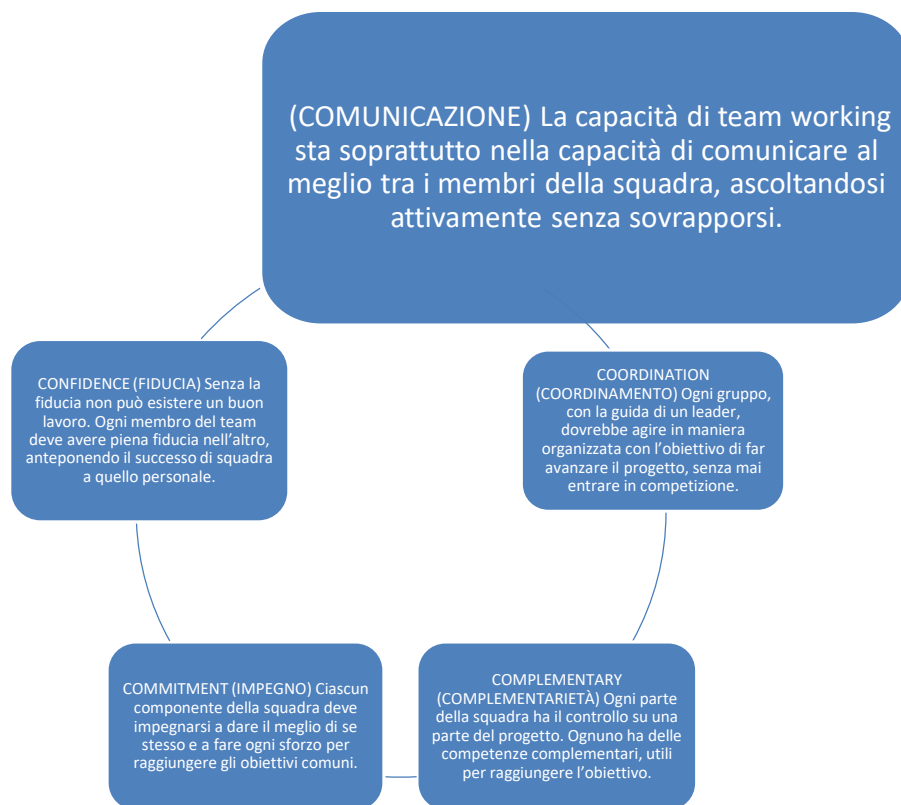 (COMUNICAZIONE) La capacità di team working
sta soprattutto nella capacità di comunicare al
meglio tra i membri della squadra, ascoltandosi
attivamente senza sovrapporsi.
COORDINATION
(COORDINAMENTO) Ogni gruppo,
con la guida di un leader,
dovrebbe agire in maniera
organizzata con l’obiettivo di far
avanzare il progetto, senza mai
entrare in competizione.
COMPLEMENTARY
(COMPLEMENTARIETÀ) Ogni parte
della squadra ha il controllo su una
parte del progetto. Ognuno ha delle
competenze complementari, utili
per raggiungere l’obiettivo.
COMMITMENT (IMPEGNO) Ciascun
componente della squadra deve
impegnarsi a dare il meglio di se
stesso e a fare ogni sforzo per
raggiungere gli obiettivi comuni.
CONFIDENCE (FIDUCIA) Senza la
fiducia non può esistere un buon
lavoro. Ogni membro del team
deve avere piena fiducia nell’altro,
anteponendo il successo di squadra
a quello personale.